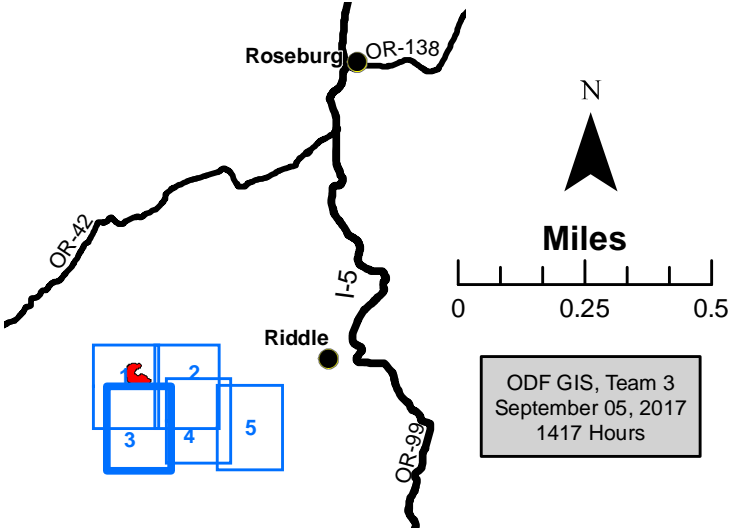 Roseburg
OR-138
N
OR-42
Miles
I-5
0 0.25 0.5
Riddle
1 2
ODF GIS, Team 3
September 05, 2017
1417 Hours
3 4 5
OR-99